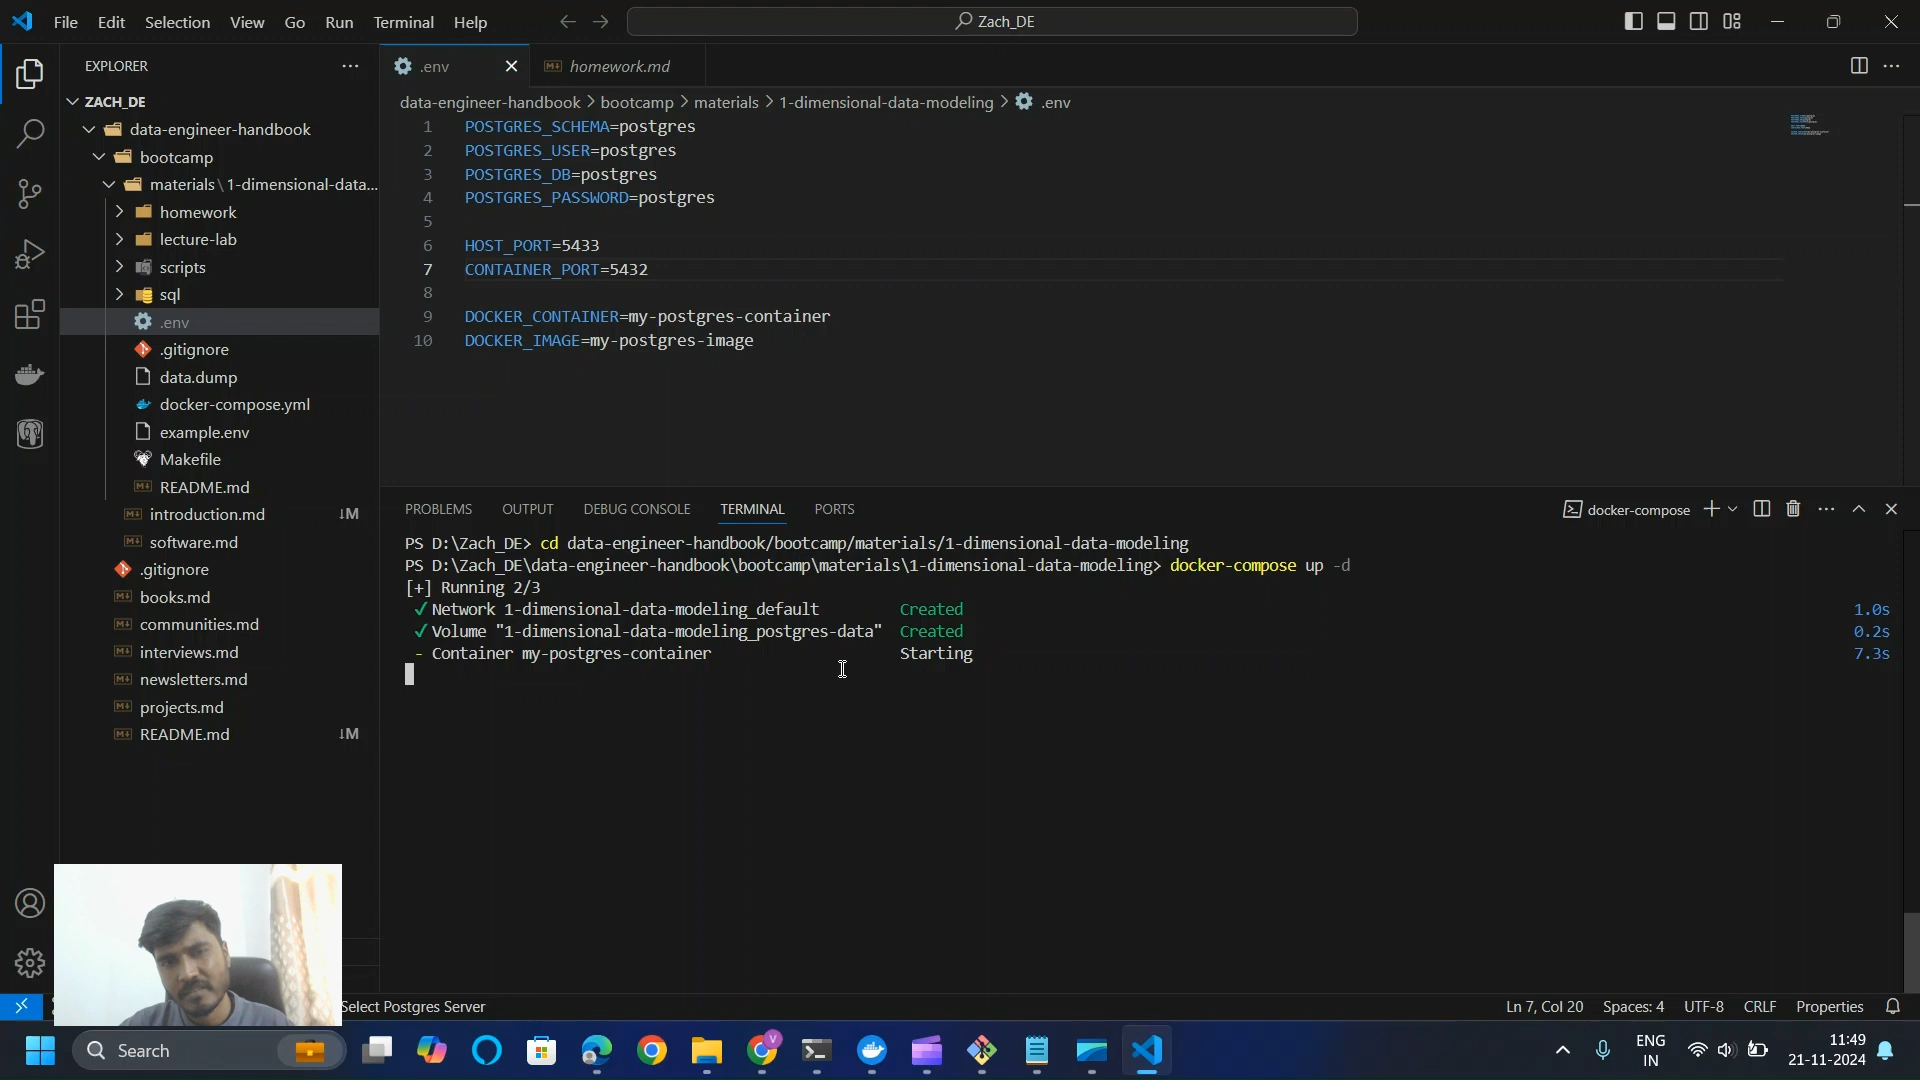 File Edit Selection View Go Run Terminal Help
Zach_DE
EXPLORER
ZACH_DE
data-engineer-handbook
bootcamp
materials \ 1-dimensional-data...
homework
lecture-lab
scripts
sql
.env
.gitignore
data.dump
docker-compose.yml
example.env
Makefile
README.md
introduction.md ↓M
software.md
.gitignore
books.md
communities.md
interviews.md
newsletters.md
projects.md
README.md ↓M
.env homework.md
data-engineer-handbook > bootcamp > materials > 1-dimensional-data-modeling > .env
1 POSTGRES_SCHEMA=postgres
2 POSTGRES_USER=postgres
3 POSTGRES_DB=postgres
4 POSTGRES_PASSWORD=postgres
5
6 HOST_PORT=5433
7 CONTAINER_PORT=5432
8
9 DOCKER_CONTAINER=my-postgres-container
10 DOCKER_IMAGE=my-postgres-image
PROBLEMS OUTPUT DEBUG CONSOLE TERMINAL PORTS
docker-compose
PS D:\Zach_DE> cd data-engineer-handbook/bootcamp/materials/1-dimensional-data-modeling
PS D:\Zach_DE\data-engineer-handbook\bootcamp\materials\1-dimensional-data-modeling> docker-compose up -d
[+] Running 2/3
✓ Network 1-dimensional-data-modeling_default Created 1.0s
✓ Volume "1-dimensional-data-modeling_postgres-data" Created 0.2s
- Container my-postgres-container Starting 7.3s
Select Postgres Server
Ln 7, Col 20 Spaces: 4 UTF-8 CRLF Properties
Search
V
ENG
IN
11:49
21-11-2024